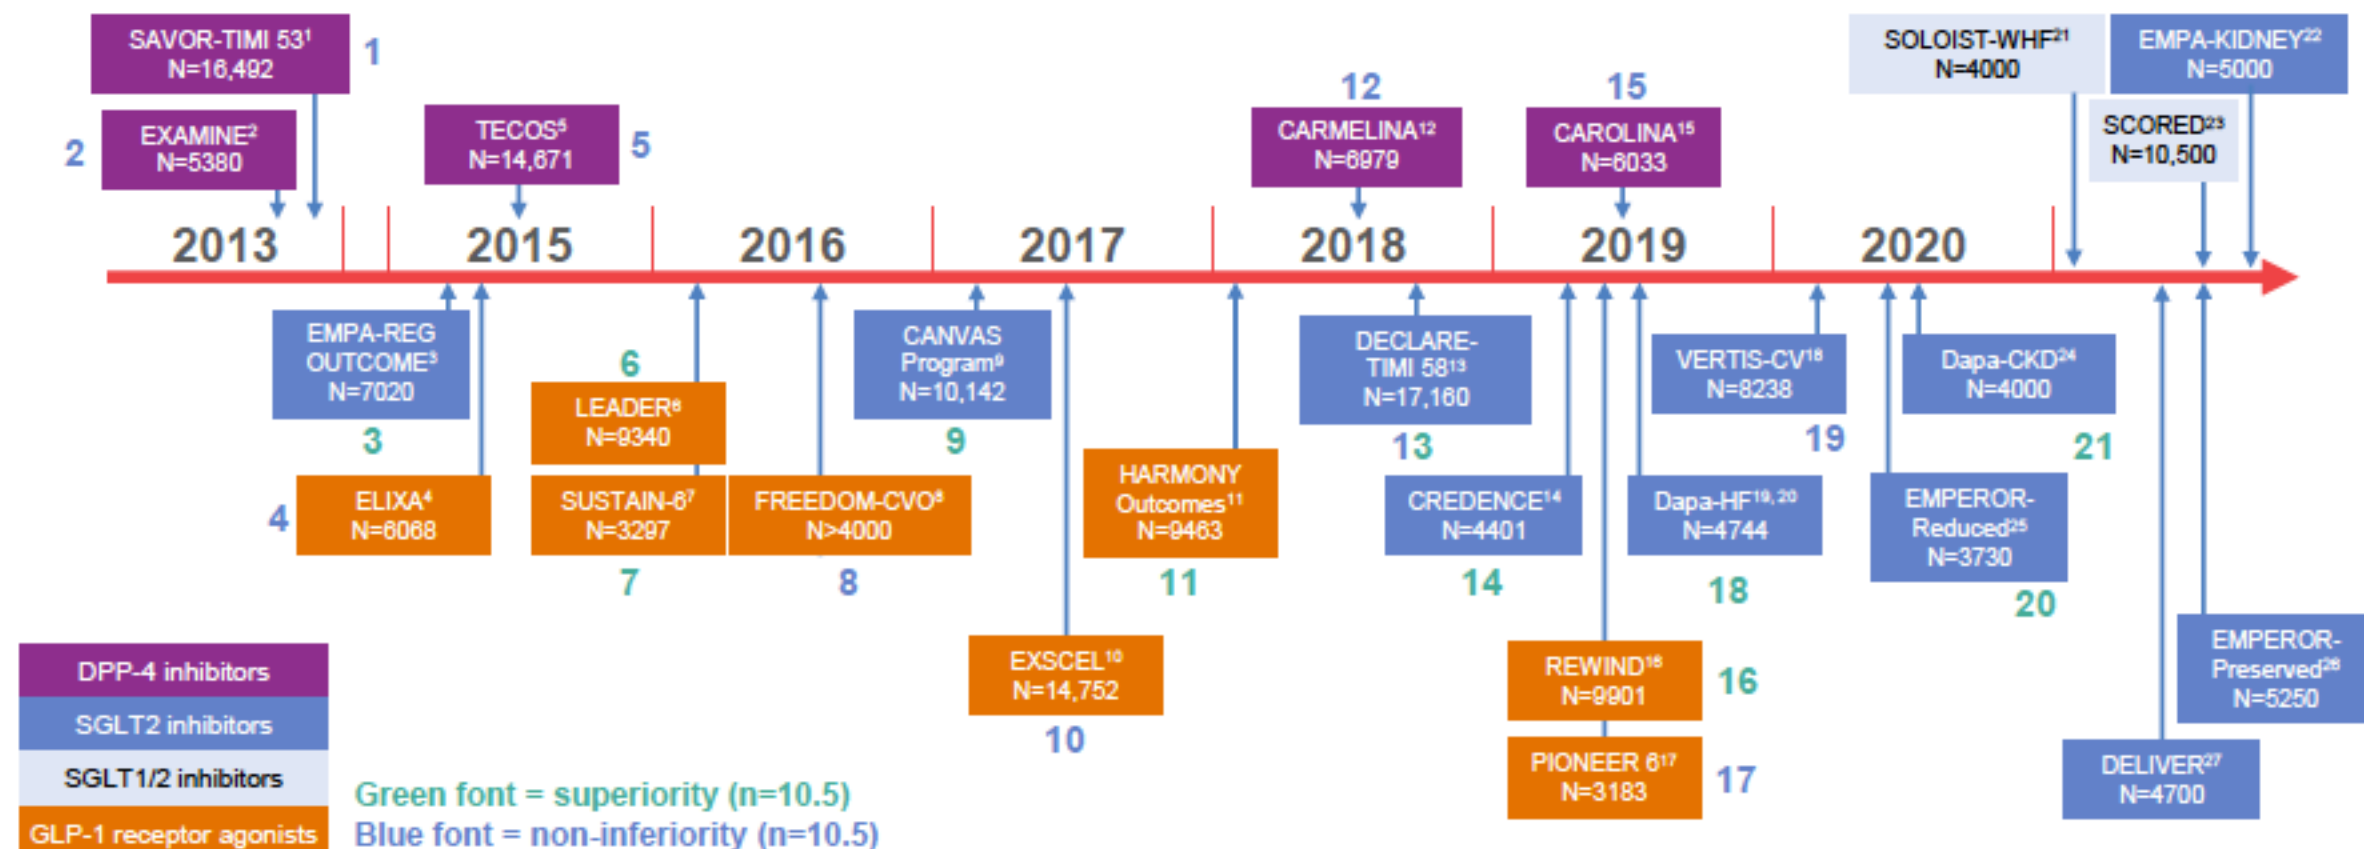 SAVOR-TIMI 53¹
N=16,492
1
EXAMINE²
N=5380
2
TECOS⁵
N=14,671
5
12
CARMELINA¹²
N=6979
15
CAROLINA¹⁵
N=6033
SOLOIST-WHF²¹
N=4000
EMPA-KIDNEY²²
N=5000
SCORED²³
N=10,500
2013
2015
2016
2017
2018
2019
2020
EMPA-REG
OUTCOME³
N=7020
3
ELIXA⁴
N=6068
4
6
LEADER⁶
N=9340
SUSTAIN-6⁷
N=3297
7
FREEDOM-CVO⁸
N>4000
8
CANVAS
Program⁹
N=10,142
9
EXSCEL¹⁰
N=14,752
10
HARMONY
Outcomes¹¹
N=9463
11
DECLARE-
TIMI 58¹³
N=17,160
13
CREDENCE¹⁴
N=4401
14
REWIND¹⁶
N=9901
16
PIONEER 6¹⁷
N=3183
17
Dapa-HF¹⁹, ²⁰
N=4744
18
VERTIS-CV¹⁸
N=8238
19
EMPEROR-
Reduced²⁵
N=3730
20
Dapa-CKD²⁴
N=4000
21
EMPEROR-
Preserved²⁶
N=5250
DELIVER²⁷
N=4700
DPP-4 inhibitors
SGLT2 inhibitors
SGLT1/2 inhibitors
GLP-1 receptor agonists
Green font = superiority (n=10.5)
Blue font = non-inferiority (n=10.5)